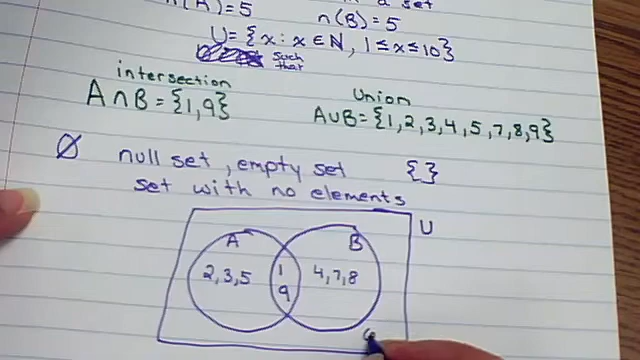 a set
n(A)=5 n(B)=5
U={x:x∈N, 1≤x≤10}
such
that
intersection
A∩B={1,9}
Union
A∪B={1,2,3,4,5,7,8,9}
∅ null set, empty set {}
set with no elements
U
A B
2,3,5 1 4,7,8
9